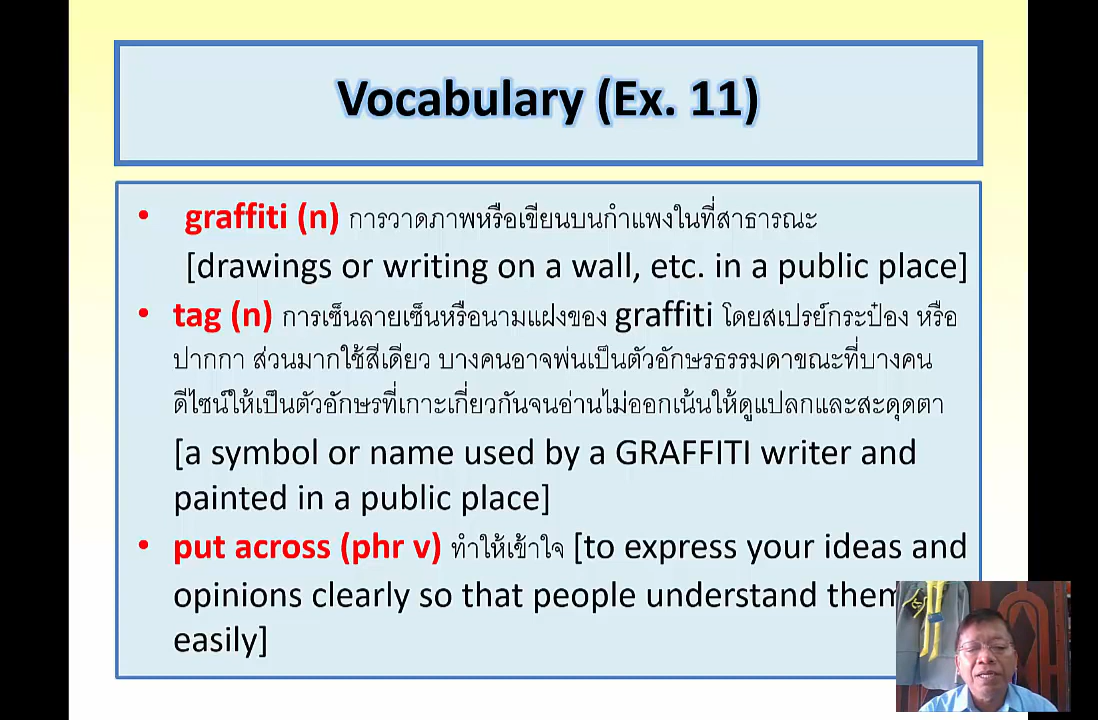 Vocabulary (Ex. 11)
• graffiti (n) การวาดภาพหรือเขียนบนกำแพงในที่สาธารณะ
[drawings or writing on a wall, etc. in a public place]
• tag (n) การเซ็นลายเซ็นหรือนามแฝงของ graffiti โดยสเปรย์กระป๋อง หรือ
ปากกา ส่วนมากใช้สีเดียว บางคนอาจพ่นเป็นตัวอักษรธรรมดาขณะที่บางคน
ดีไซน์ให้เป็นตัวอักษรที่เกาะเกี่ยวกันจนอ่านไม่ออกเน้นให้ดูแปลกและสะดุดตา
[a symbol or name used by a GRAFFITI writer and
painted in a public place]
• put across (phr v) ทำให้เข้าใจ [to express your ideas and
opinions clearly so that people understand them
easily]